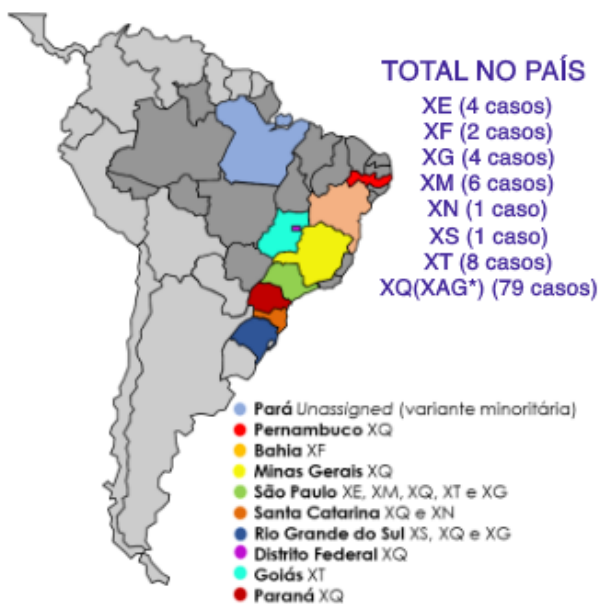 TOTAL NO PAÍS
XE (4 casos)
XF (2 casos)
XG (4 casos)
XM (6 casos)
XN (1 caso)
XS (1 caso)
XT (8 casos)
XQ(XAG*) (79 casos)
Pará Unassigned (variante minoritária)
Pernambuco XQ
Bahia XF
Minas Gerais XQ
São Paulo XE, XM, XQ, XT e XG
Santa Catarina XQ e XN
Rio Grande do Sul XS, XQ e XG
Distrito Federal XQ
Goiás XT
Paraná XQ